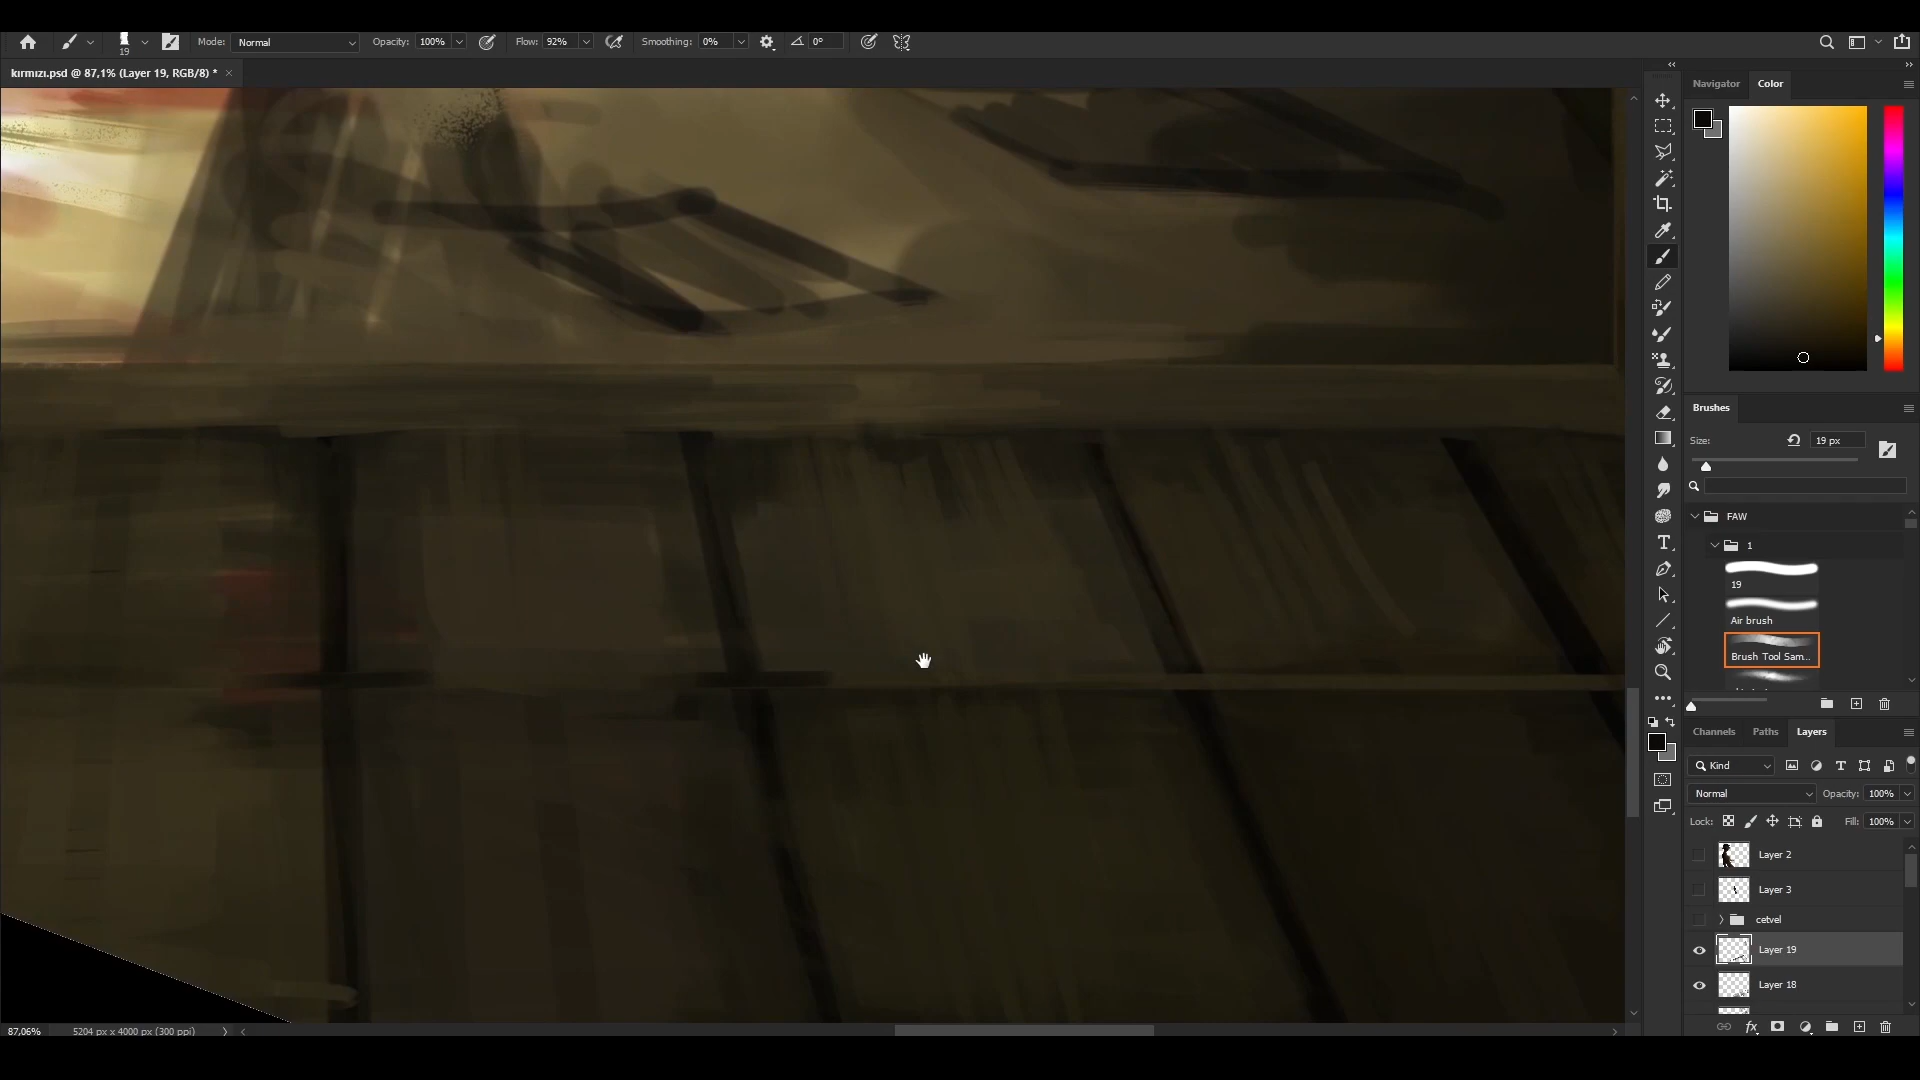 19
Mode: Normal Opacity: 100% Flow: 92% Smoothing: 0% 0°
kırmızı.psd @ 87,1% (Layer 19, RGB/8) *
Navigator Color
Brushes
Size: 19 px
FAW
1
19
Air brush
Brush Tool Sam...
Channels Paths Layers
Kind
Normal Opacity: 100%
Lock: Fill: 100%
Layer 2
Layer 3
cetvel
Layer 19
Layer 18
87,06% 5204 px x 4000 px (300 ppi)